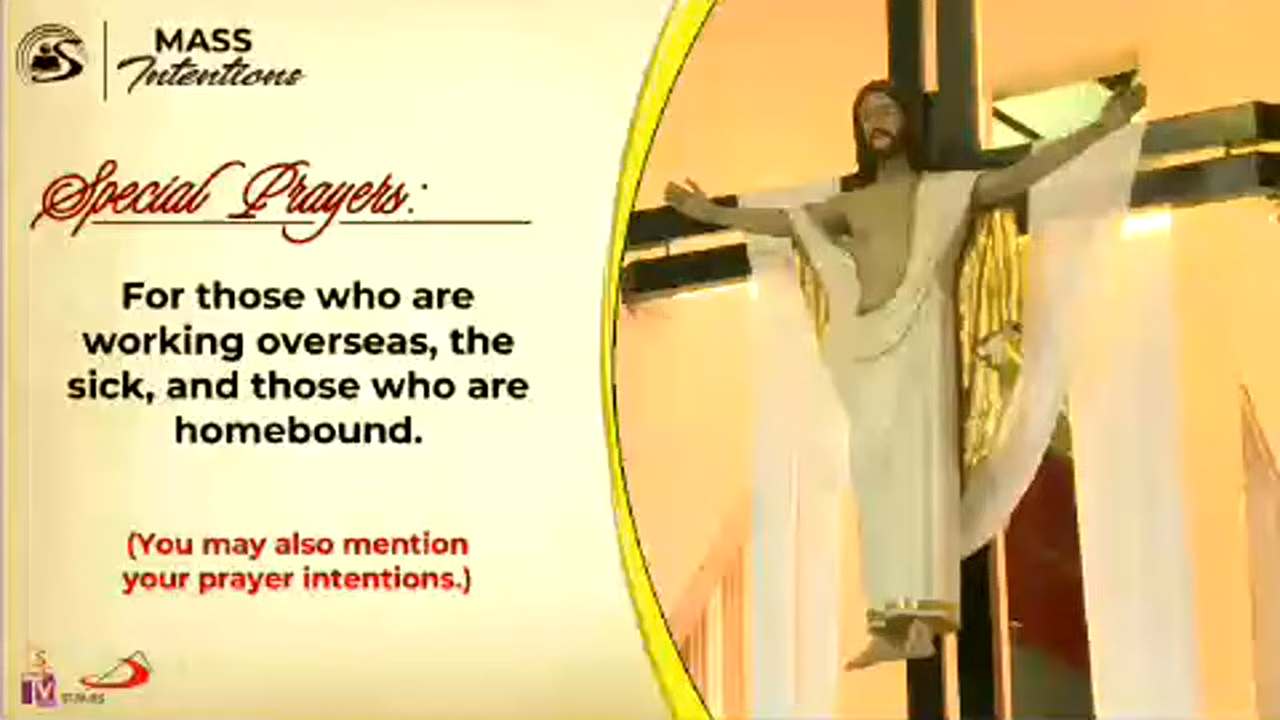 MASS
Intentions
Special Prayers:
For those who are
working overseas, the
sick, and those who are
homebound.
(You may also mention
your prayer intentions.)